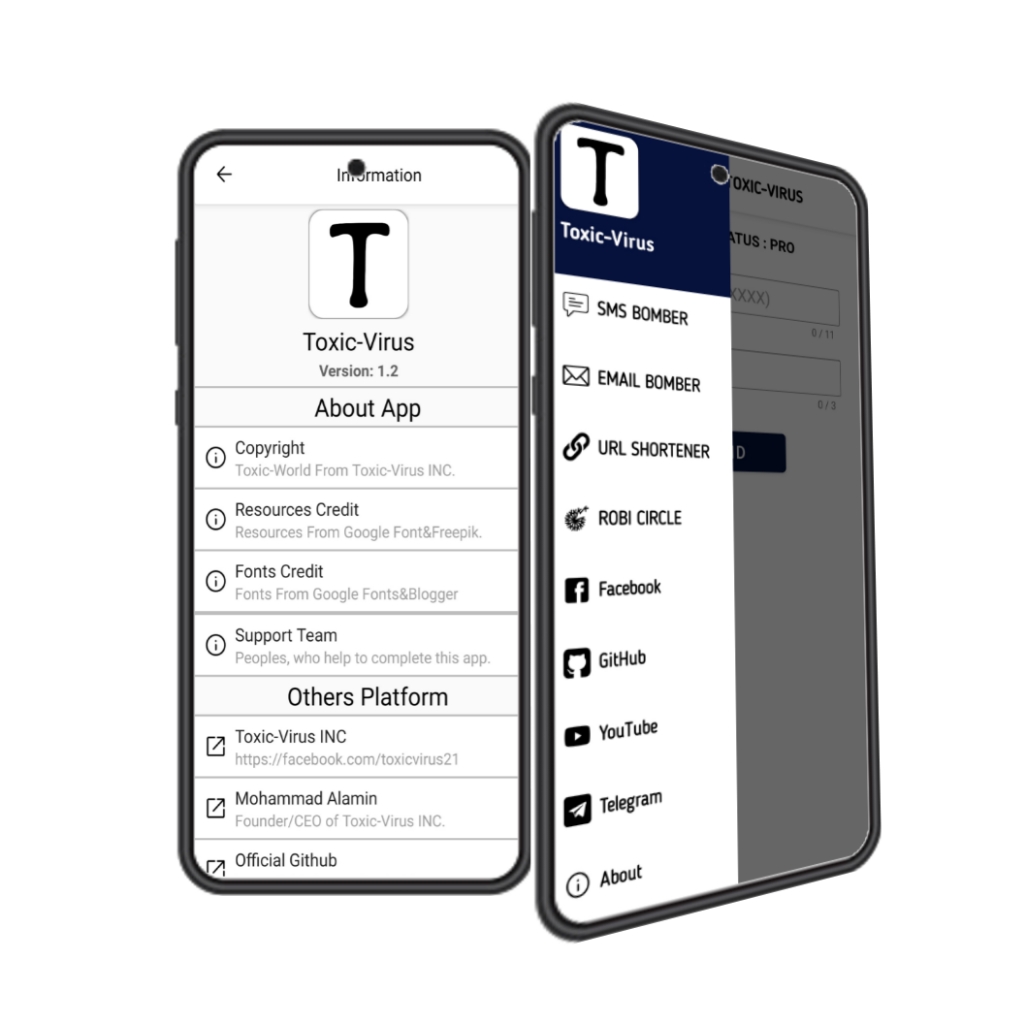 Information
T
Toxic-Virus
Version: 1.2
About App
Copyright
Toxic-World From Toxic-Virus INC.
Resources Credit
Resources From Google Font&Freepik.
Fonts Credit
Fonts From Google Fonts&Blogger
Support Team
Peoples, who help to complete this app.
Others Platform
Toxic-Virus INC
https://facebook.com/toxicvirus21
Mohammad Alamin
Founder/CEO of Toxic-Virus INC.
Official Github
T
Toxic-Virus
SMS BOMBER
EMAIL BOMBER
URL SHORTENER
ROBI CIRCLE
Facebook
GitHub
YouTube
Telegram
About
TOXIC-VIRUS
ATUS : PRO
XXXX)
0 / 11
0 / 3
D